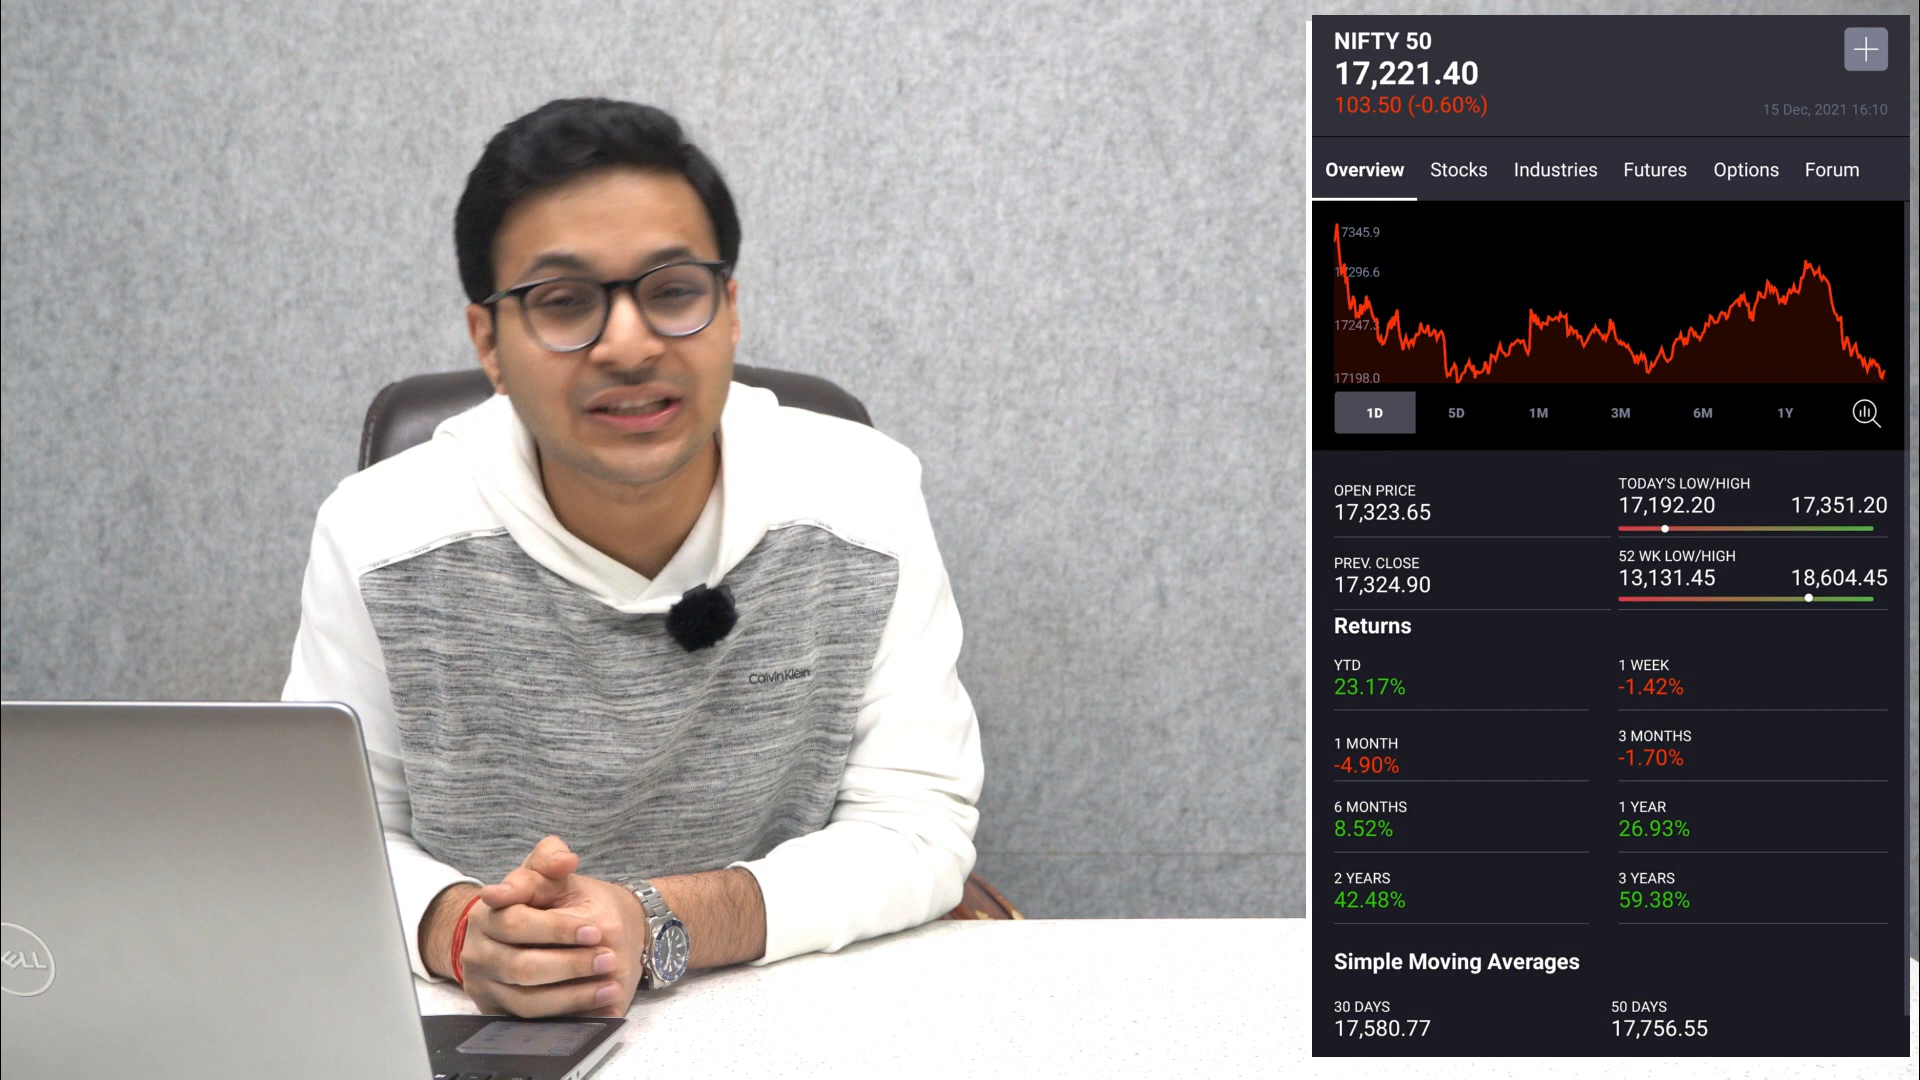 NIFTY 50
17,221.40
103.50 (-0.60%)
15 Dec, 2021 16:10
Overview Stocks Industries Futures Options Forum
7345.9
17296.6
17247.3
17198.0
1D 5D 1M 3M 6M 1Y
OPEN PRICE
17,323.65
TODAY'S LOW/HIGH
17,192.20 17,351.20
PREV. CLOSE
17,324.90
52 WK LOW/HIGH
13,131.45 18,604.45
Returns
YTD
23.17%
1 WEEK
-1.42%
1 MONTH
-4.90%
3 MONTHS
-1.70%
6 MONTHS
8.52%
1 YEAR
26.93%
2 YEARS
42.48%
3 YEARS
59.38%
Simple Moving Averages
30 DAYS
17,580.77
50 DAYS
17,756.55
Calvin Klein
DELL